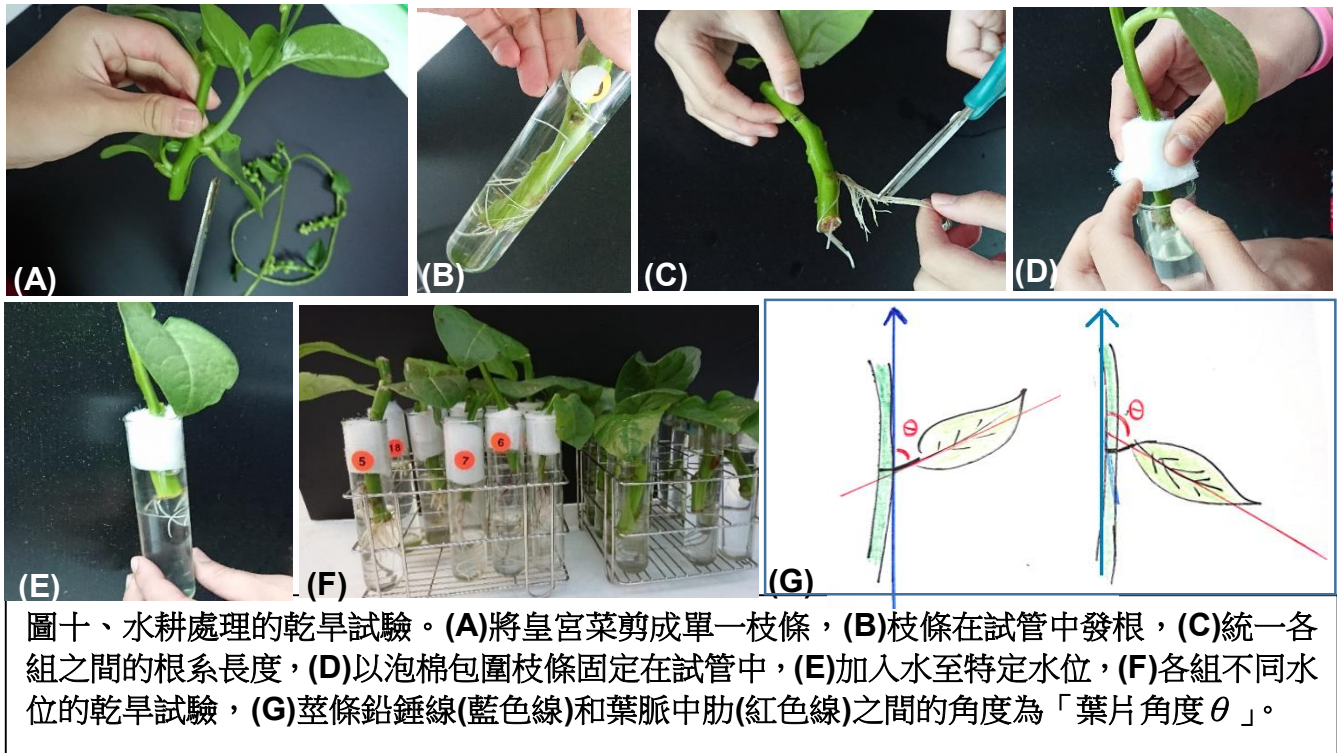 (A)
(B)
(C)
(D)
(E)
5
18
7
6
(F)
θ
θ
(G)
圖十、水耕處理的乾旱試驗。(A)將皇宮菜剪成單一枝條，(B)枝條在試管中發根，(C)統一各
組之間的根系長度，(D)以泡棉包圍枝條固定在試管中，(E)加入水至特定水位，(F)各組不同水
位的乾旱試驗，(G)莖條鉛錘線(藍色線)和葉脈中肋(紅色線)之間的角度為「葉片角度θ」。